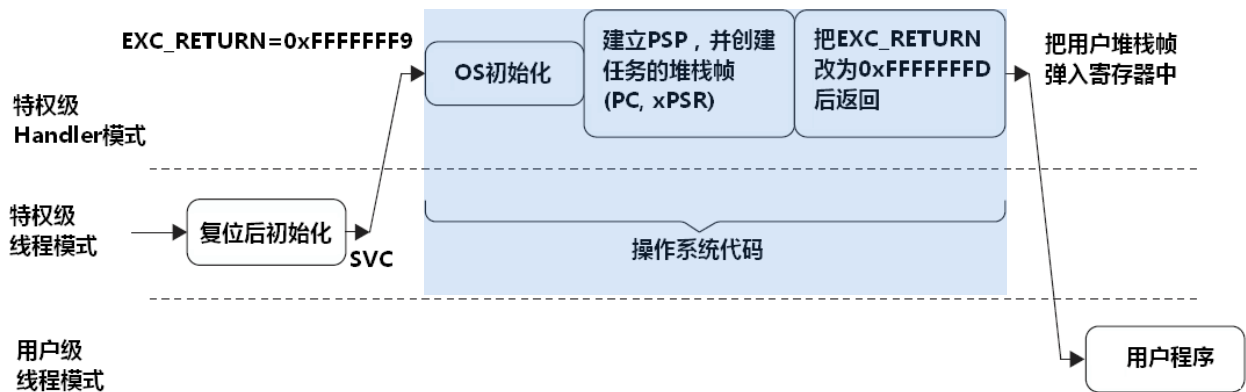 EXC_RETURN=0xFFFFFFF9
OS初始化
建立PSP，并创建
任务的堆栈帧
(PC, xPSR)
把EXC_RETURN
改为0xFFFFFFFD
后返回
把用户堆栈帧
弹入寄存器中
特权级
Handler模式
特权级
线程模式
复位后初始化
SVC
操作系统代码
用户级
线程模式
用户程序